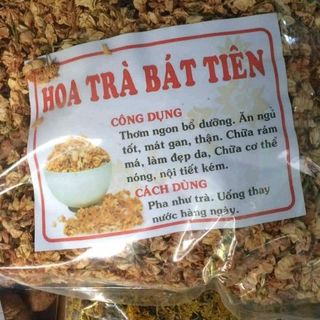 HOA TRÀ BÁT TIÊN
CÔNG DỤNG
Thơm ngon bổ dưỡng. Ăn ngủ
tốt, mát gan, thận. Chữa rám
má, làm đẹp da, Chữa cơ thể
nóng, nội tiết kém.
CÁCH DÙNG
Pha như trà. Uống thay
nước hàng ngày.